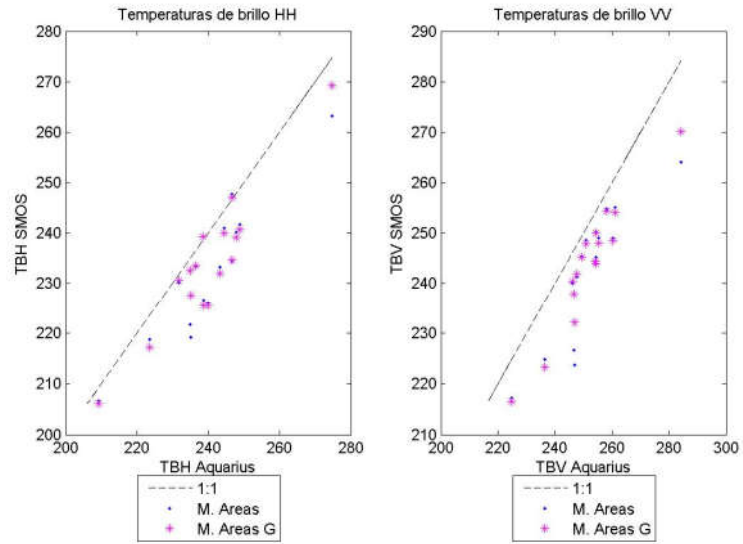 Temperaturas de brillo HH
280
270
260
250
240
230
220
210
200
TBH SMOS
200 220 240 260 280
TBH Aquarius
1:1
M. Areas
M. Areas G
Temperaturas de brillo VV
290
280
270
260
250
240
230
220
210
TBV SMOS
200 220 240 260 280 300
TBV Aquarius
1:1
M. Areas
M. Areas G